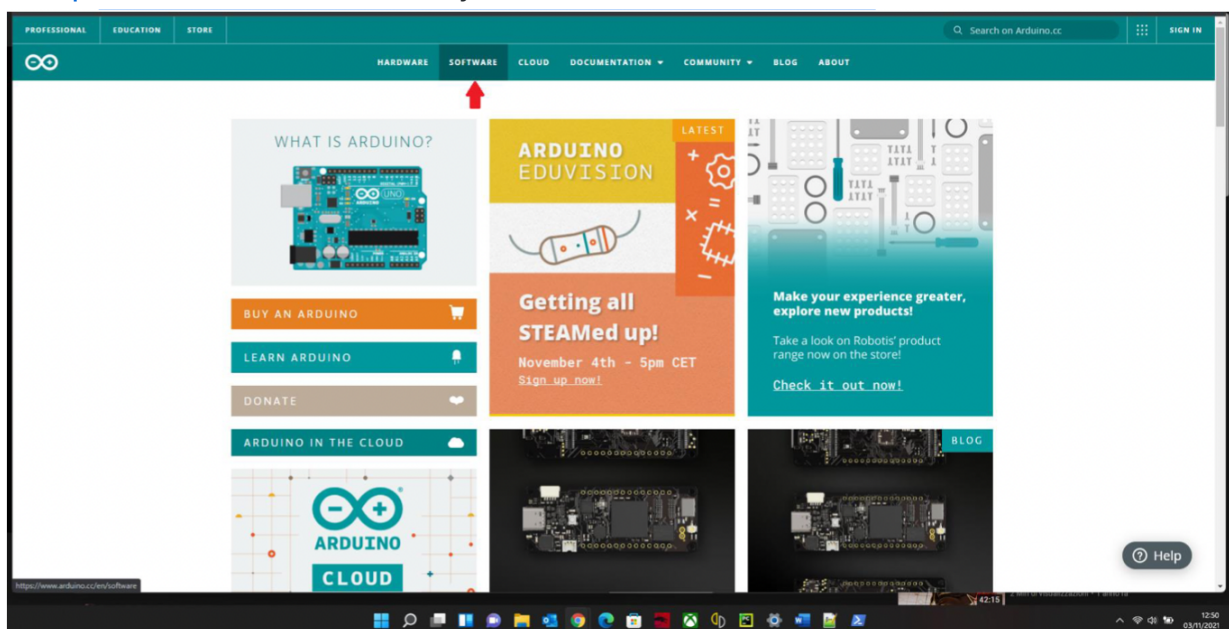 PROFESSIONAL EDUCATION STORE
Search on Arduino.cc
SIGN IN
HARDWARE SOFTWARE CLOUD DOCUMENTATION COMMUNITY BLOG ABOUT
WHAT IS ARDUINO?
UNO
ARDUINO
BUY AN ARDUINO
LEARN ARDUINO
DONATE
ARDUINO IN THE CLOUD
ARDUINO
CLOUD
LATEST
ARDUINO
EDUVISION
Getting all
STEAMed up!
November 4th - 5pm CET
Sign up now!
Make your experience greater,
explore new products!
Take a look on Robotis' product
range now on the store!
Check it out now!
BLOG
Help
https://www.arduino.cc/en/software
42:15
12:50
03/11/2021